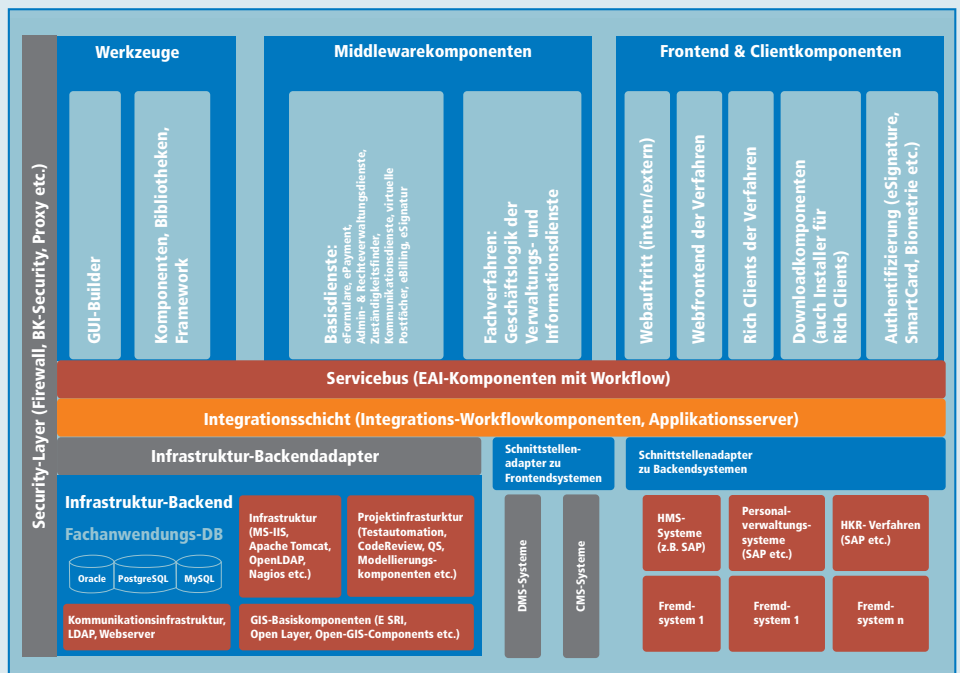 Security-Layer (Firewall, BK-Security, Proxy etc.)
Werkzeuge
GUI-Builder
Komponenten, Bibliotheken,
Framework
Middlewarekomponenten
Basisdienste:
eFormulare, ePayment,
Admin- & Rechteverwaltungsdienste,
Zuständigkeitsfinder,
Kommunikationsdienste, virtuelle
Postfächer, eBilling, eSignatur
Fachverfahren:
Geschäftslogik der
Verwaltungs- und
Informationsdienste
Frontend & Clientkomponenten
Webauftritt (intern/extern)
Webfrontend der Verfahren
Rich Clients der Verfahren
Downloadkomponenten
(auch Installer für
Rich Clients)
Authentifizierung (eSignature,
SmartCard, Biometrie etc.)
Servicebus (EAI-Komponenten mit Workflow)
Integrationsschicht (Integrations-Workflowkomponenten, Applikationsserver)
Infrastruktur-Backendadapter
Schnittstellen-
adapter zu
Frontendsystemen
Schnittstellenadapter
zu Backendsystemen
Infrastruktur-Backend
Fachanwendungs-DB
Oracle
PostgreSQL
MySQL
Infrastruktur
(MS-IIS,
Apache Tomcat,
OpenLDAP,
Nagios etc.)
Projektinfrasturktur
(Testautomation,
CodeReview, QS,
Modellierungs-
komponenten etc.)
Kommunikationsinfrastruktur,
LDAP, Webserver
GIS-Basiskomponenten (E SRI,
Open Layer, Open-GIS-Components etc.)
DMS-Systeme
CMS-Systeme
HMS-
Systeme
(z.B. SAP)
Personal-
verwaltungs-
systeme
(SAP etc.)
HKR- Verfahren
(SAP etc.)
Fremd-
system 1
Fremd-
system 1
Fremd-
system n